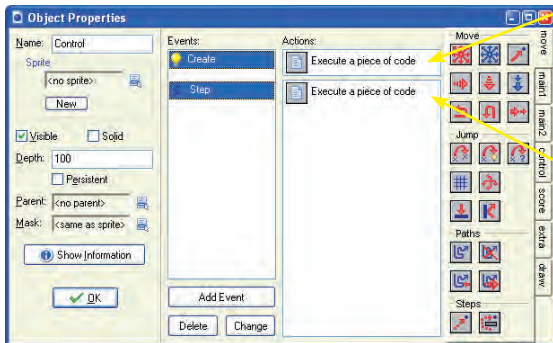 Object Properties
Name: Control
Sprite
<no sprite>
New
Visible
Solid
Depth: 100
Persistent
Parent: <no parent>
Mask: <same as sprite>
Show Information
OK
Events:
Create
Step
Add Event
Delete
Change
Actions:
Execute a piece of code
Execute a piece of code
Move
Jump
Paths
Steps
move
main1
main2
control
score
extra
draw